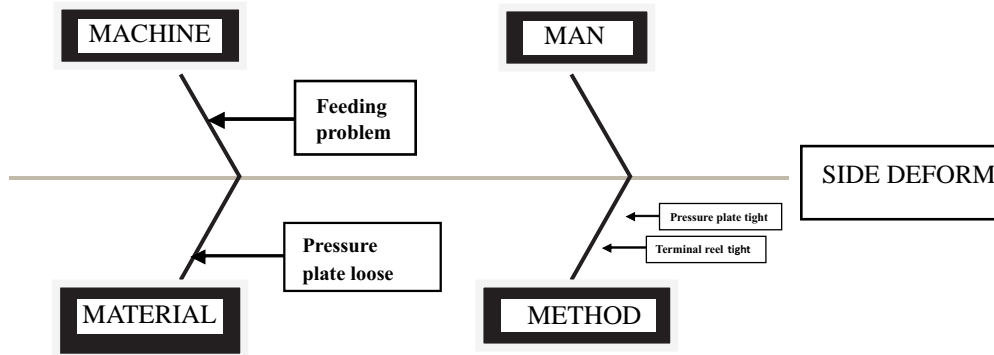 MACHINE
MAN
Feeding
problem
SIDE DEFORM
Pressure plate tight
Terminal reel tight
Pressure
plate loose
MATERIAL
METHOD